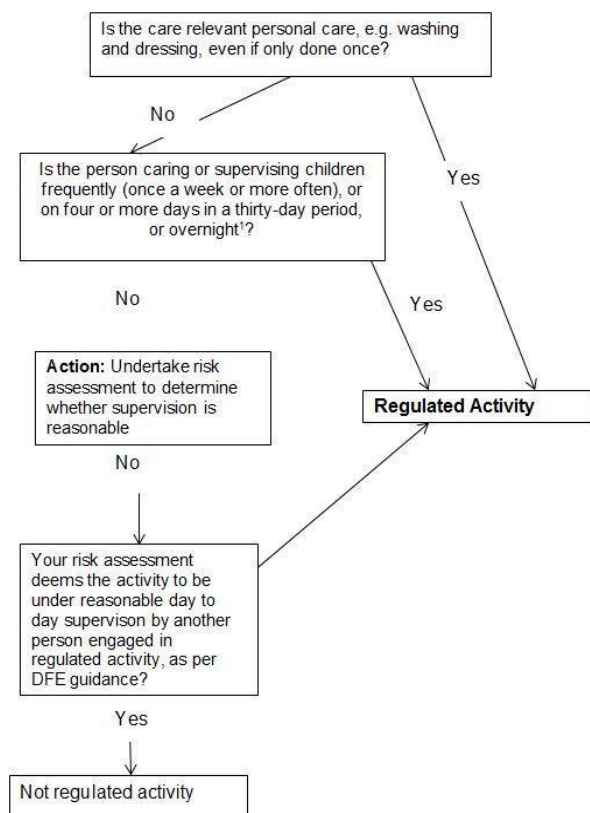 Is the care relevant personal care, e.g. washing
and dressing, even if only done once?
No
Yes
Is the person caring or supervising children
frequently (once a week or more often), or
on four or more days in a thirty-day period,
or overnight¹?
No
Yes
Action: Undertake risk
assessment to determine
whether supervision is
reasonable
Regulated Activity
No
Your risk assessment
deems the activity to be
under reasonable day to
day supervison by another
person engaged in
regulated activity, as per
DFE guidance?
Yes
Not regulated activity